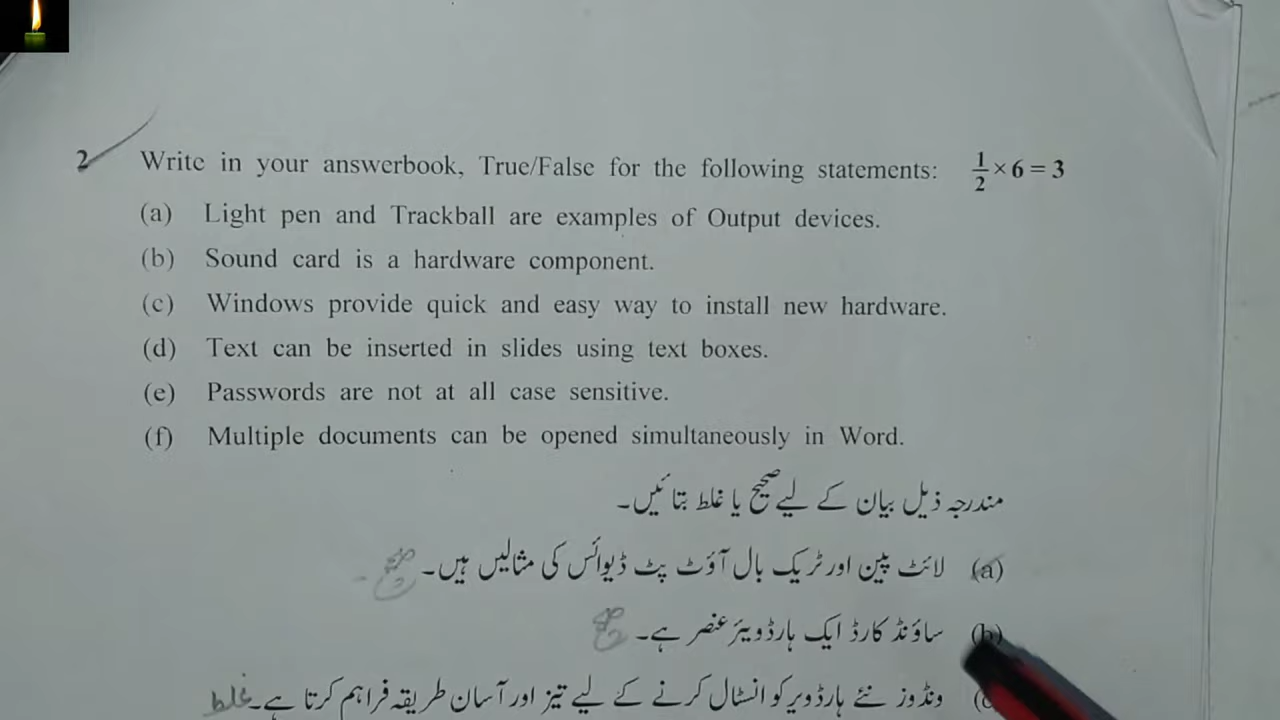 2 Write in your answerbook, True/False for the following statements: 1/2 × 6 = 3
(a) Light pen and Trackball are examples of Output devices.
(b) Sound card is a hardware component.
(c) Windows provide quick and easy way to install new hardware.
(d) Text can be inserted in slides using text boxes.
(e) Passwords are not at all case sensitive.
(f) Multiple documents can be opened simultaneously in Word.
مندرجہ ذیل بیان کے لیے صحیح یا غلط بتائیں۔
(a) لائٹ پین اور ٹریک بال آؤٹ پٹ ڈیوائس کی مثالیں ہیں۔ صحیح
(b) ساؤنڈ کارڈ ایک ہارڈویئر عنصر ہے۔ صحیح
(c) ونڈوز نئے ہارڈویر کو انسٹال کرنے کے لیے تیز اور آسان طریقہ فراہم کرتا ہے۔ غلط